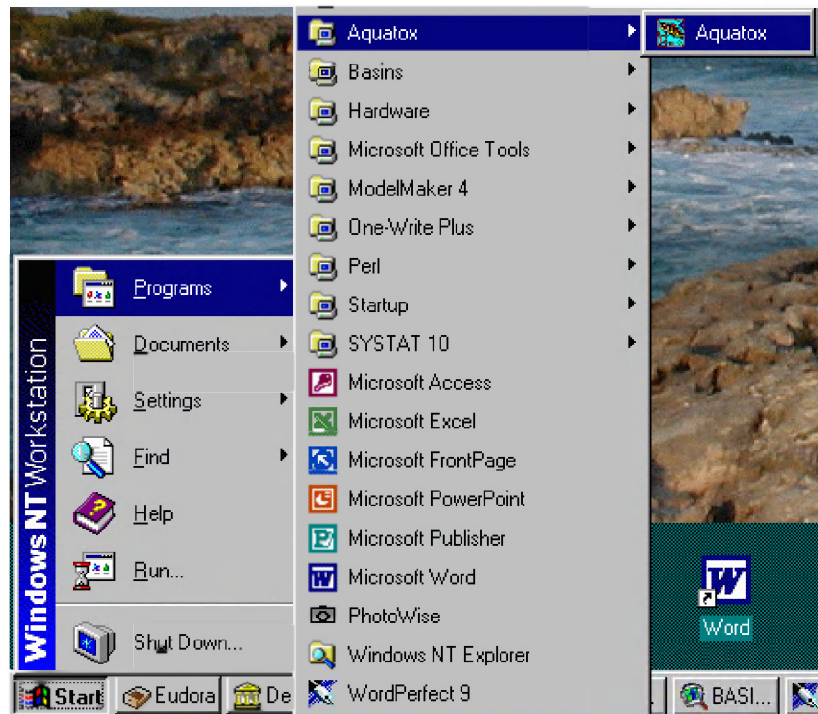 Aquatox
Aquatox
Basins
Hardware
Microsoft Office Tools
ModelMaker 4
One-Write Plus
Perl
Startup
SYSTAT 10
Microsoft Access
Microsoft Excel
Microsoft FrontPage
Microsoft PowerPoint
Microsoft Publisher
Microsoft Word
PhotoWise
Windows NT Explorer
WordPerfect 9
Windows NT Workstation
Programs
Documents
Settings
Find
Help
Run...
Shut Down...
Word
Start
Eudora
De
BASI...